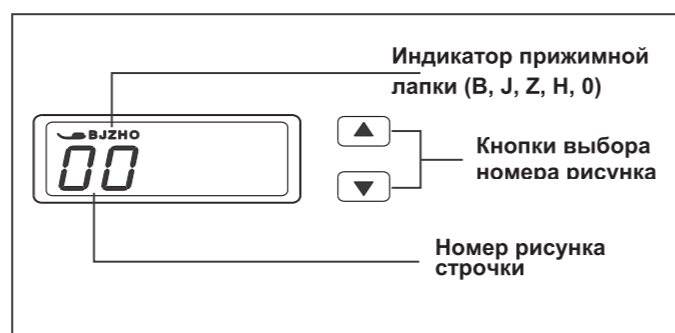 Индикатор прижимной
лапки (B, J, Z, H, 0)
BJZHO
00
Кнопки выбора
номера рисунка
Номер рисунка
строчки